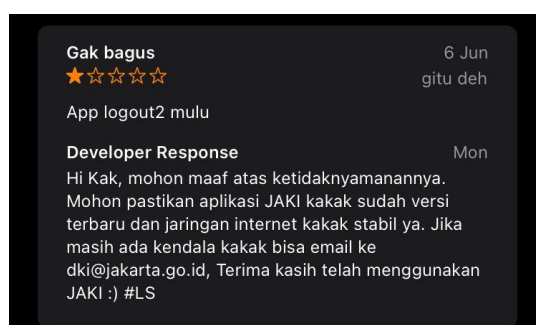 Gak bagus 6 Jun
★☆☆☆☆ gitu deh
App logout2 mulu
Developer Response Mon
Hi Kak, mohon maaf atas ketidaknyamanannya.
Mohon pastikan aplikasi JAKI kakak sudah versi
terbaru dan jaringan internet kakak stabil ya. Jika
masih ada kendala kakak bisa email ke
dki@jakarta.go.id, Terima kasih telah menggunakan
JAKI :) #LS